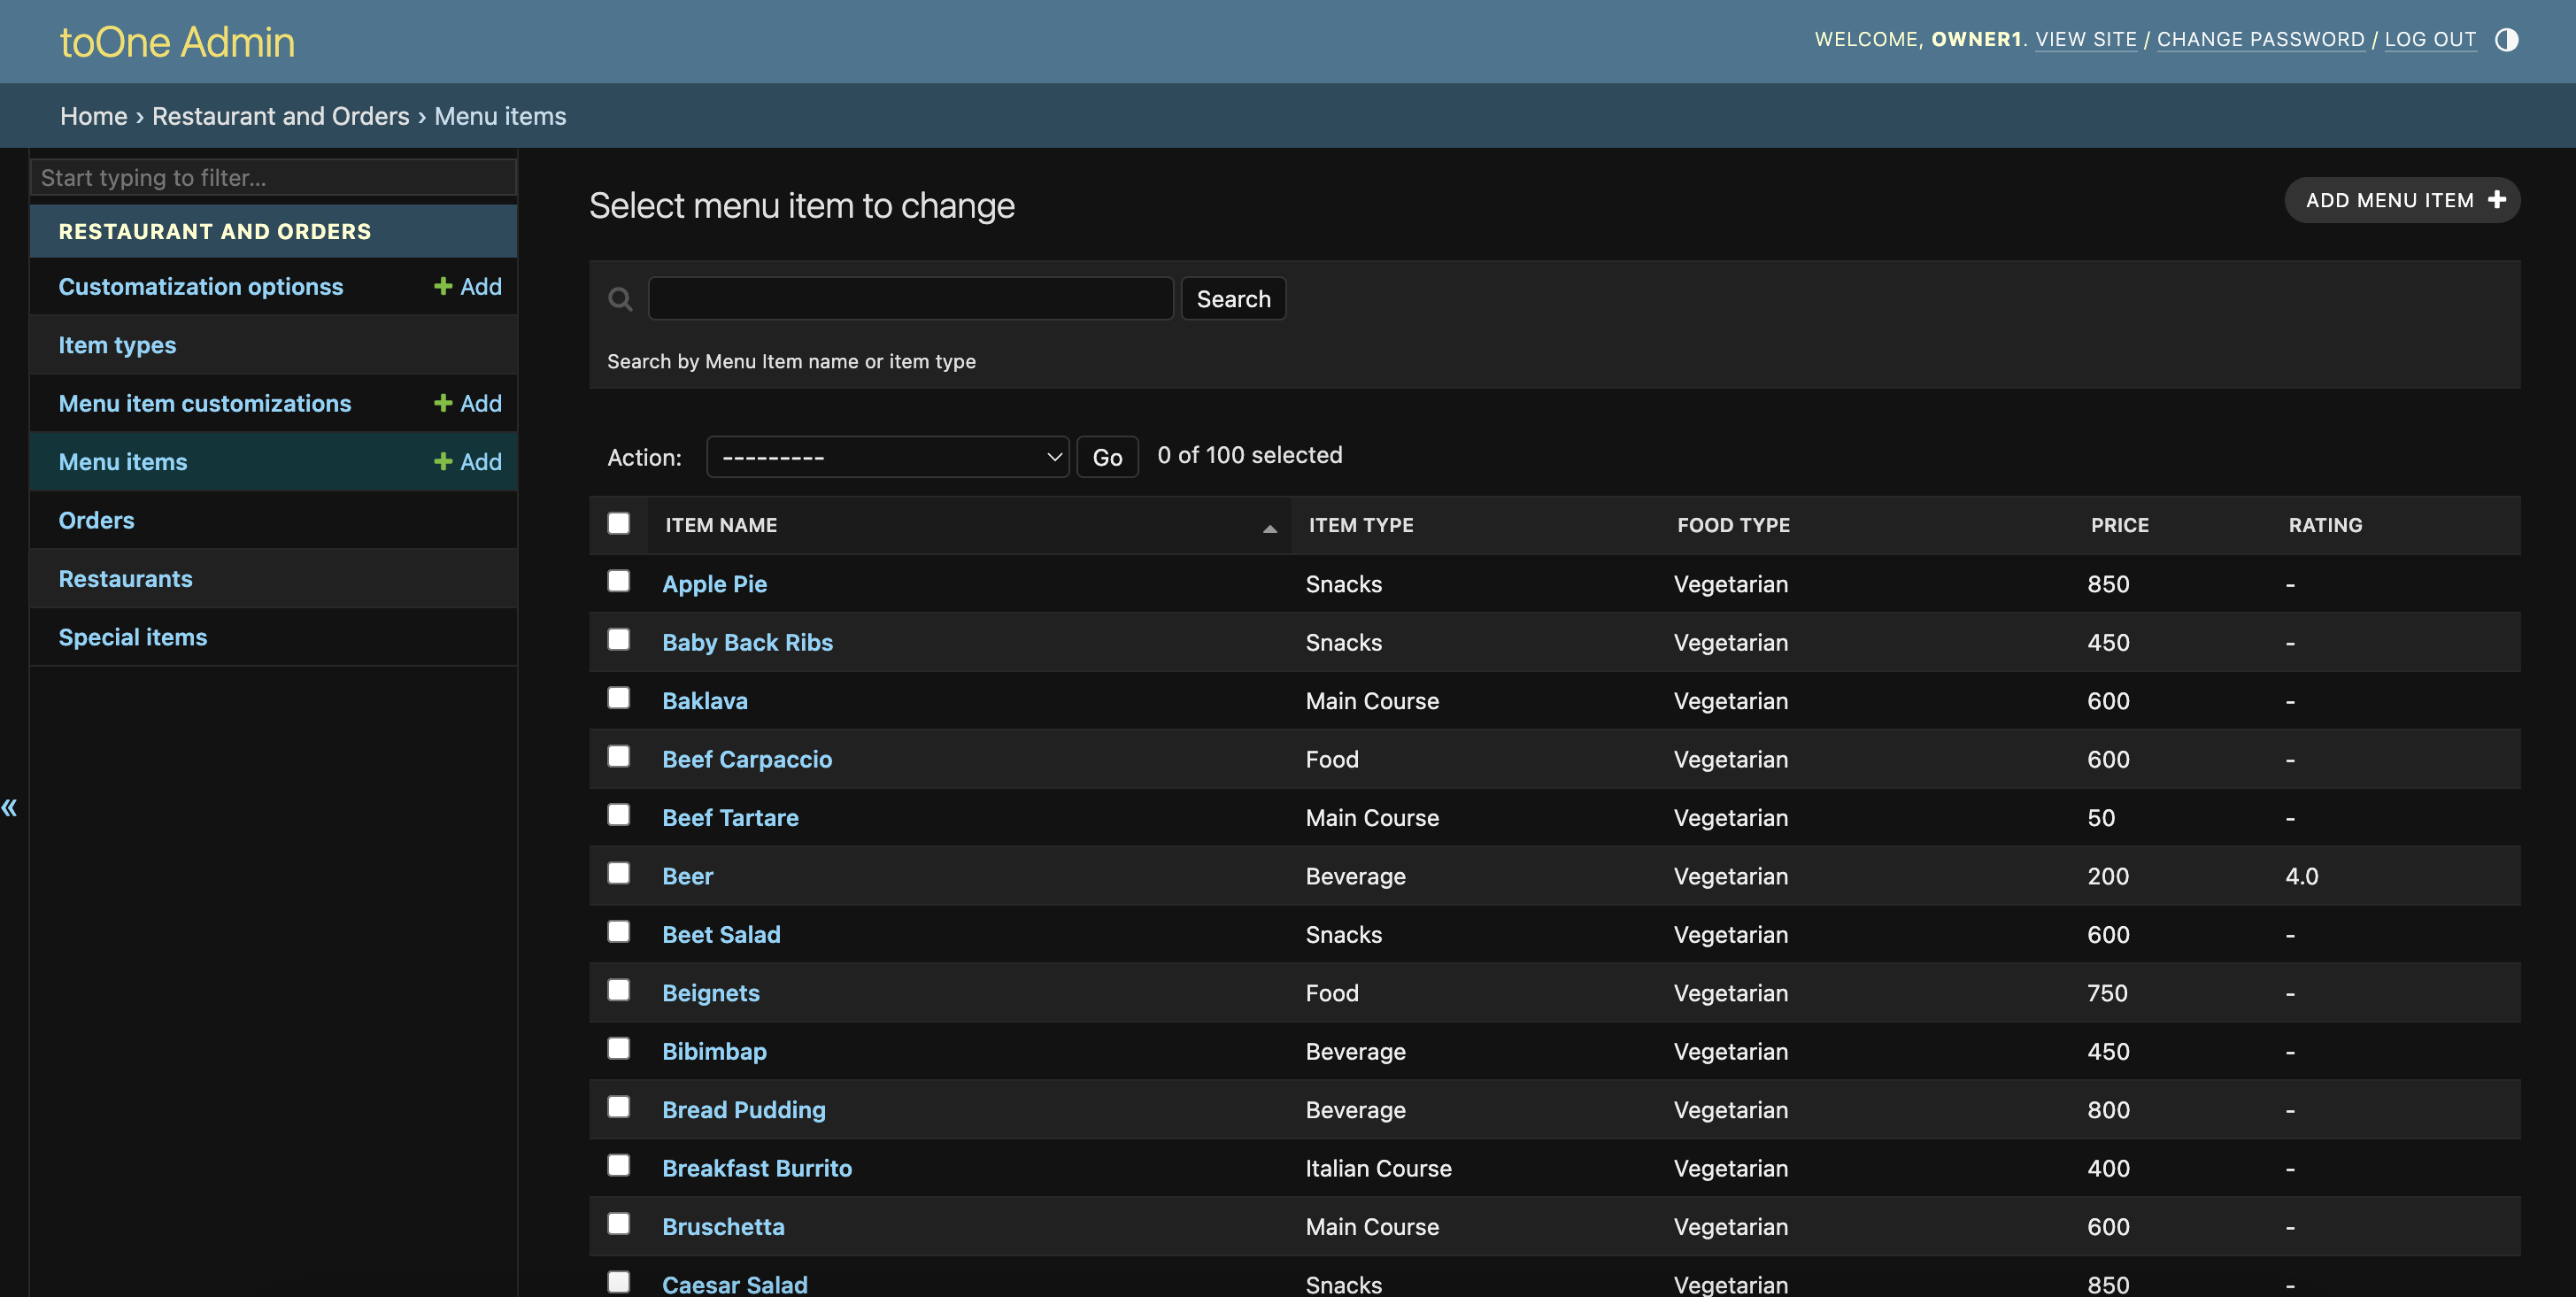 toOne Admin
WELCOME, OWNER1. VIEW SITE / CHANGE PASSWORD / LOG OUT
Home › Restaurant and Orders › Menu items
Start typing to filter...
RESTAURANT AND ORDERS
Customatization optionss + Add
Item types
Menu item customizations + Add
Menu items + Add
Orders
Restaurants
Special items
«
Select menu item to change
ADD MENU ITEM +
Search
Search by Menu Item name or item type
Action: --------- Go 0 of 100 selected
ITEM NAME ITEM TYPE FOOD TYPE PRICE RATING
Apple Pie Snacks Vegetarian 850 -
Baby Back Ribs Snacks Vegetarian 450 -
Baklava Main Course Vegetarian 600 -
Beef Carpaccio Food Vegetarian 600 -
Beef Tartare Main Course Vegetarian 50 -
Beer Beverage Vegetarian 200 4.0
Beet Salad Snacks Vegetarian 600 -
Beignets Food Vegetarian 750 -
Bibimbap Beverage Vegetarian 450 -
Bread Pudding Beverage Vegetarian 800 -
Breakfast Burrito Italian Course Vegetarian 400 -
Bruschetta Main Course Vegetarian 600 -
Caesar Salad Snacks Vegetarian 850 -